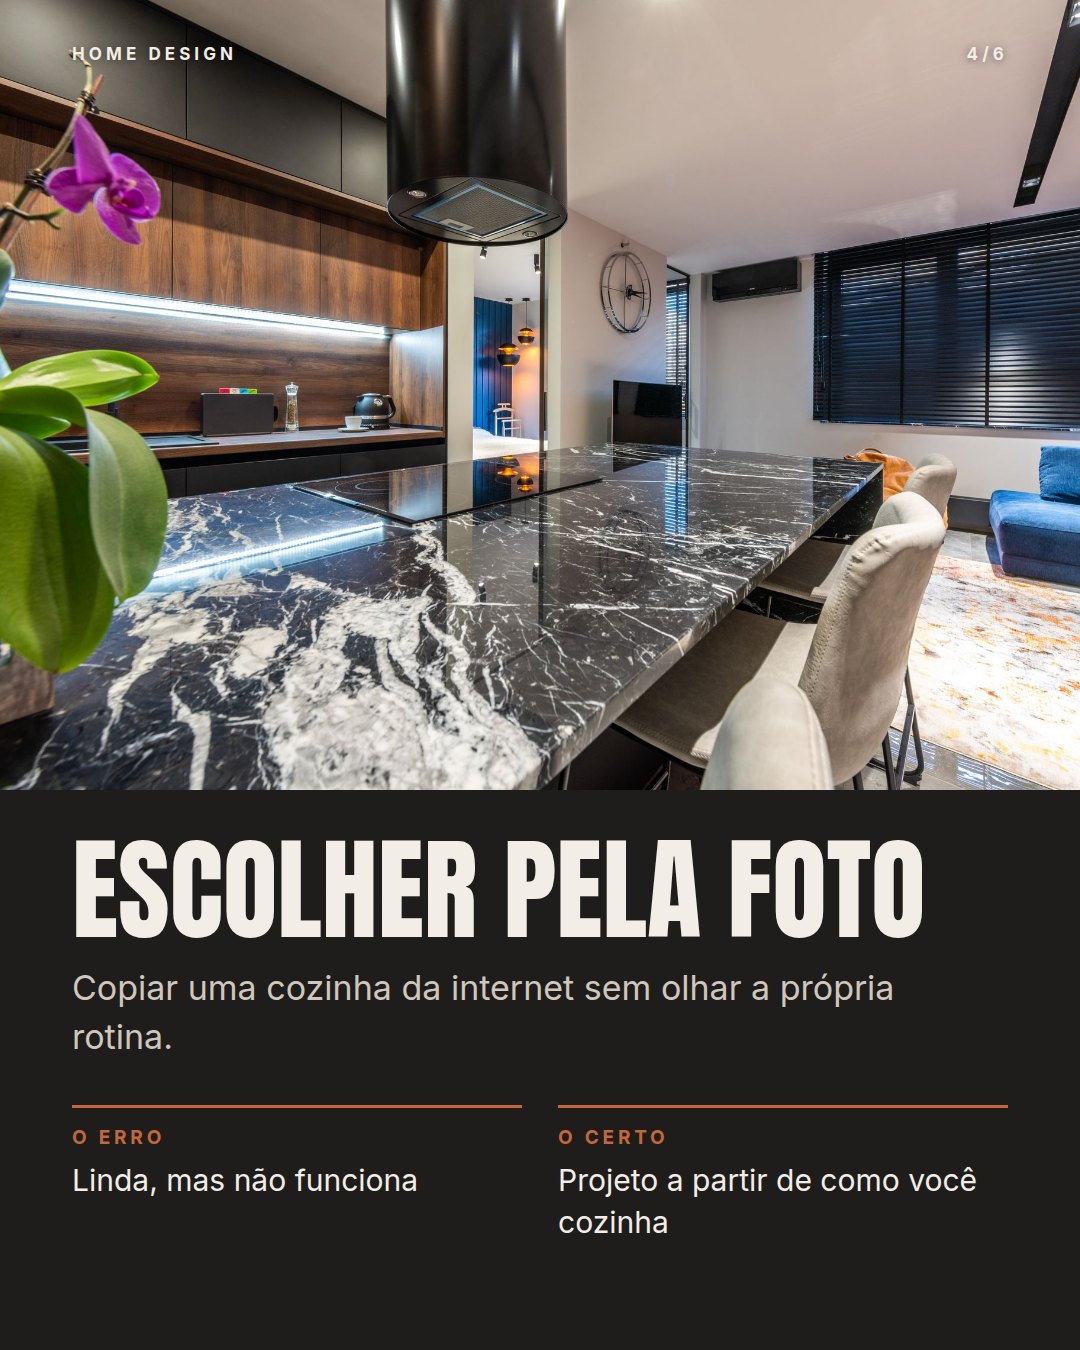 HOME DESIGN
4/6
ESCOLHER PELA FOTO
Copiar uma cozinha da internet sem olhar a própria
rotina.
O ERRO
Linda, mas não funciona
O CERTO
Projeto a partir de como você
cozinha